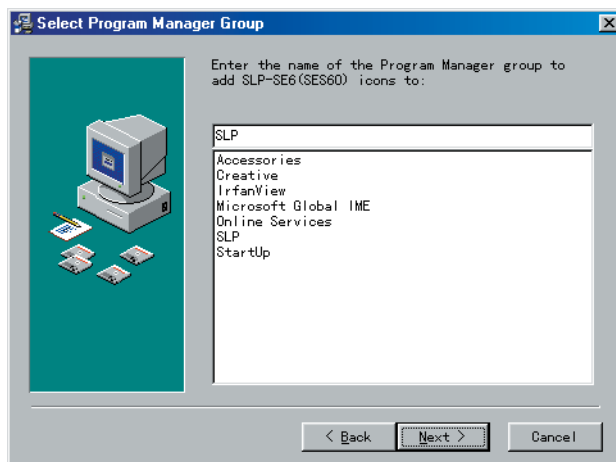 Select Program Manager Group
Enter the name of the Program Manager group to
add SLP-SE6(SES60) icons to:
SLP
Accessories
Creative
IrfanView
Microsoft Global IME
Online Services
SLP
StartUp
< Back
Next >
Cancel